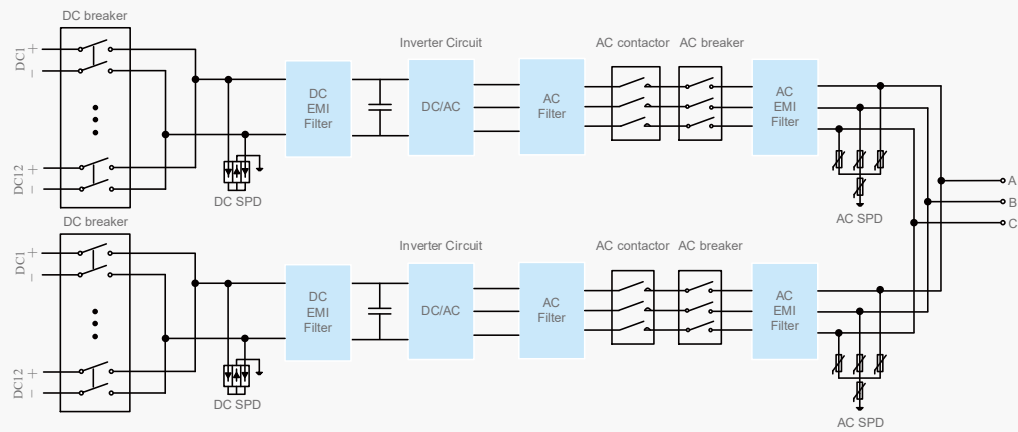 DC breaker
DC1
+
−
DC12
+
−
DC SPD
DC
EMI
Filter
Inverter Circuit
DC/AC
AC
Filter
AC contactor
AC breaker
AC
EMI
Filter
AC SPD
A
B
C
DC breaker
DC1
+
−
DC12
+
−
DC SPD
DC
EMI
Filter
Inverter Circuit
DC/AC
AC
Filter
AC contactor
AC breaker
AC
EMI
Filter
AC SPD